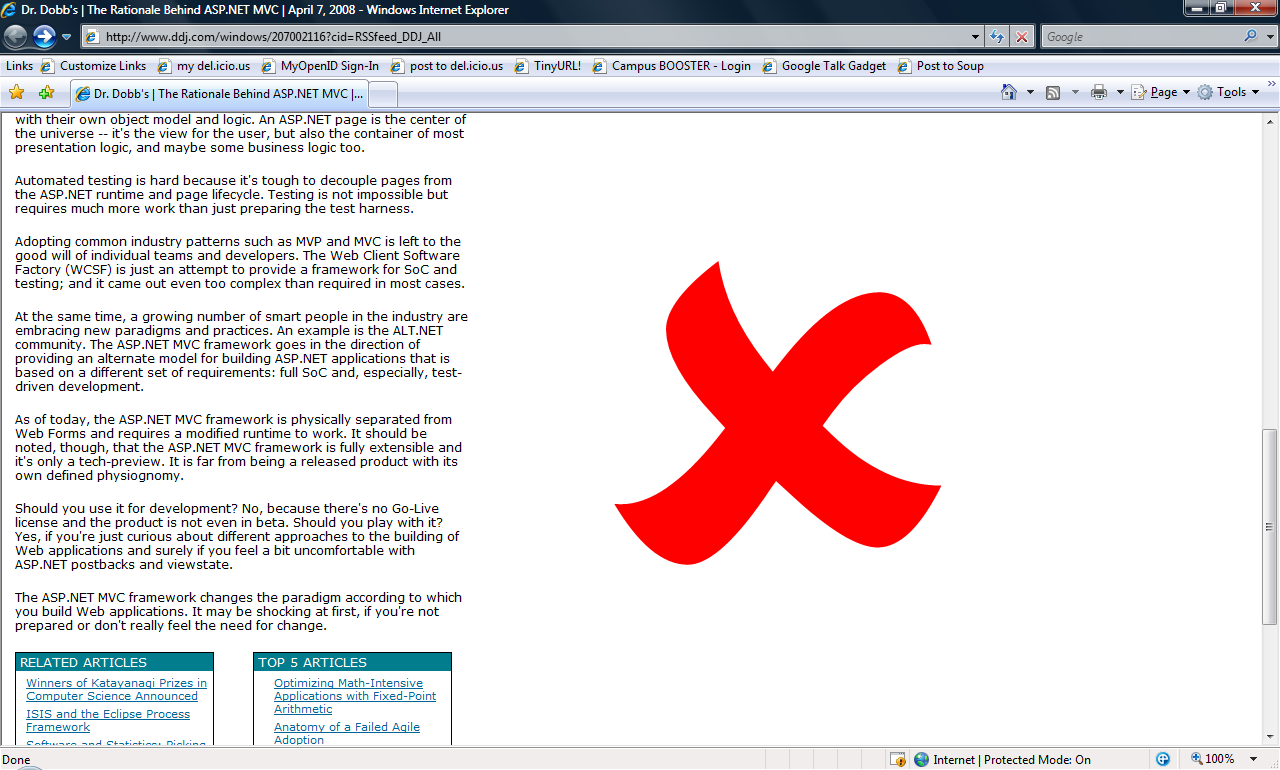 Dr. Dobb's | The Rationale Behind ASP.NET MVC | April 7, 2008 - Windows Internet Explorer
http://www.ddj.com/windows/207002116?cid=RSSfeed_DDJ_All
Google
Links Customize Links my del.icio.us MyOpenID Sign-In post to del.icio.us TinyURL! Campus BOOSTER - Login Google Talk Gadget Post to Soup
Dr. Dobb's | The Rationale Behind ASP.NET MVC |...
Page Tools
with their own object model and logic. An ASP.NET page is the center of
the universe -- it's the view for the user, but also the container of most
presentation logic, and maybe some business logic too.
Automated testing is hard because it's tough to decouple pages from
the ASP.NET runtime and page lifecycle. Testing is not impossible but
requires much more work than just preparing the test harness.
Adopting common industry patterns such as MVP and MVC is left to the
good will of individual teams and developers. The Web Client Software
Factory (WCSF) is just an attempt to provide a framework for SoC and
testing; and it came out even too complex than required in most cases.
At the same time, a growing number of smart people in the industry are
embracing new paradigms and practices. An example is the ALT.NET
community. The ASP.NET MVC framework goes in the direction of
providing an alternate model for building ASP.NET applications that is
based on a different set of requirements: full SoC and, especially, test-
driven development.
As of today, the ASP.NET MVC framework is physically separated from
Web Forms and requires a modified runtime to work. It should be
noted, though, that the ASP.NET MVC framework is fully extensible and
it's only a tech-preview. It is far from being a released product with its
own defined physiognomy.
Should you use it for development? No, because there's no Go-Live
license and the product is not even in beta. Should you play with it?
Yes, if you're just curious about different approaches to the building of
Web applications and surely if you feel a bit uncomfortable with
ASP.NET postbacks and viewstate.
The ASP.NET MVC framework changes the paradigm according to which
you build Web applications. It may be shocking at first, if you're not
prepared or don't really feel the need for change.
RELATED ARTICLES
Winners of Katayanagi Prizes in
Computer Science Announced
ISIS and the Eclipse Process
Framework
Software and Statistics: Picking
TOP 5 ARTICLES
Optimizing Math-Intensive
Applications with Fixed-Point
Arithmetic
Anatomy of a Failed Agile
Adoption
Done
Internet | Protected Mode: On
100%